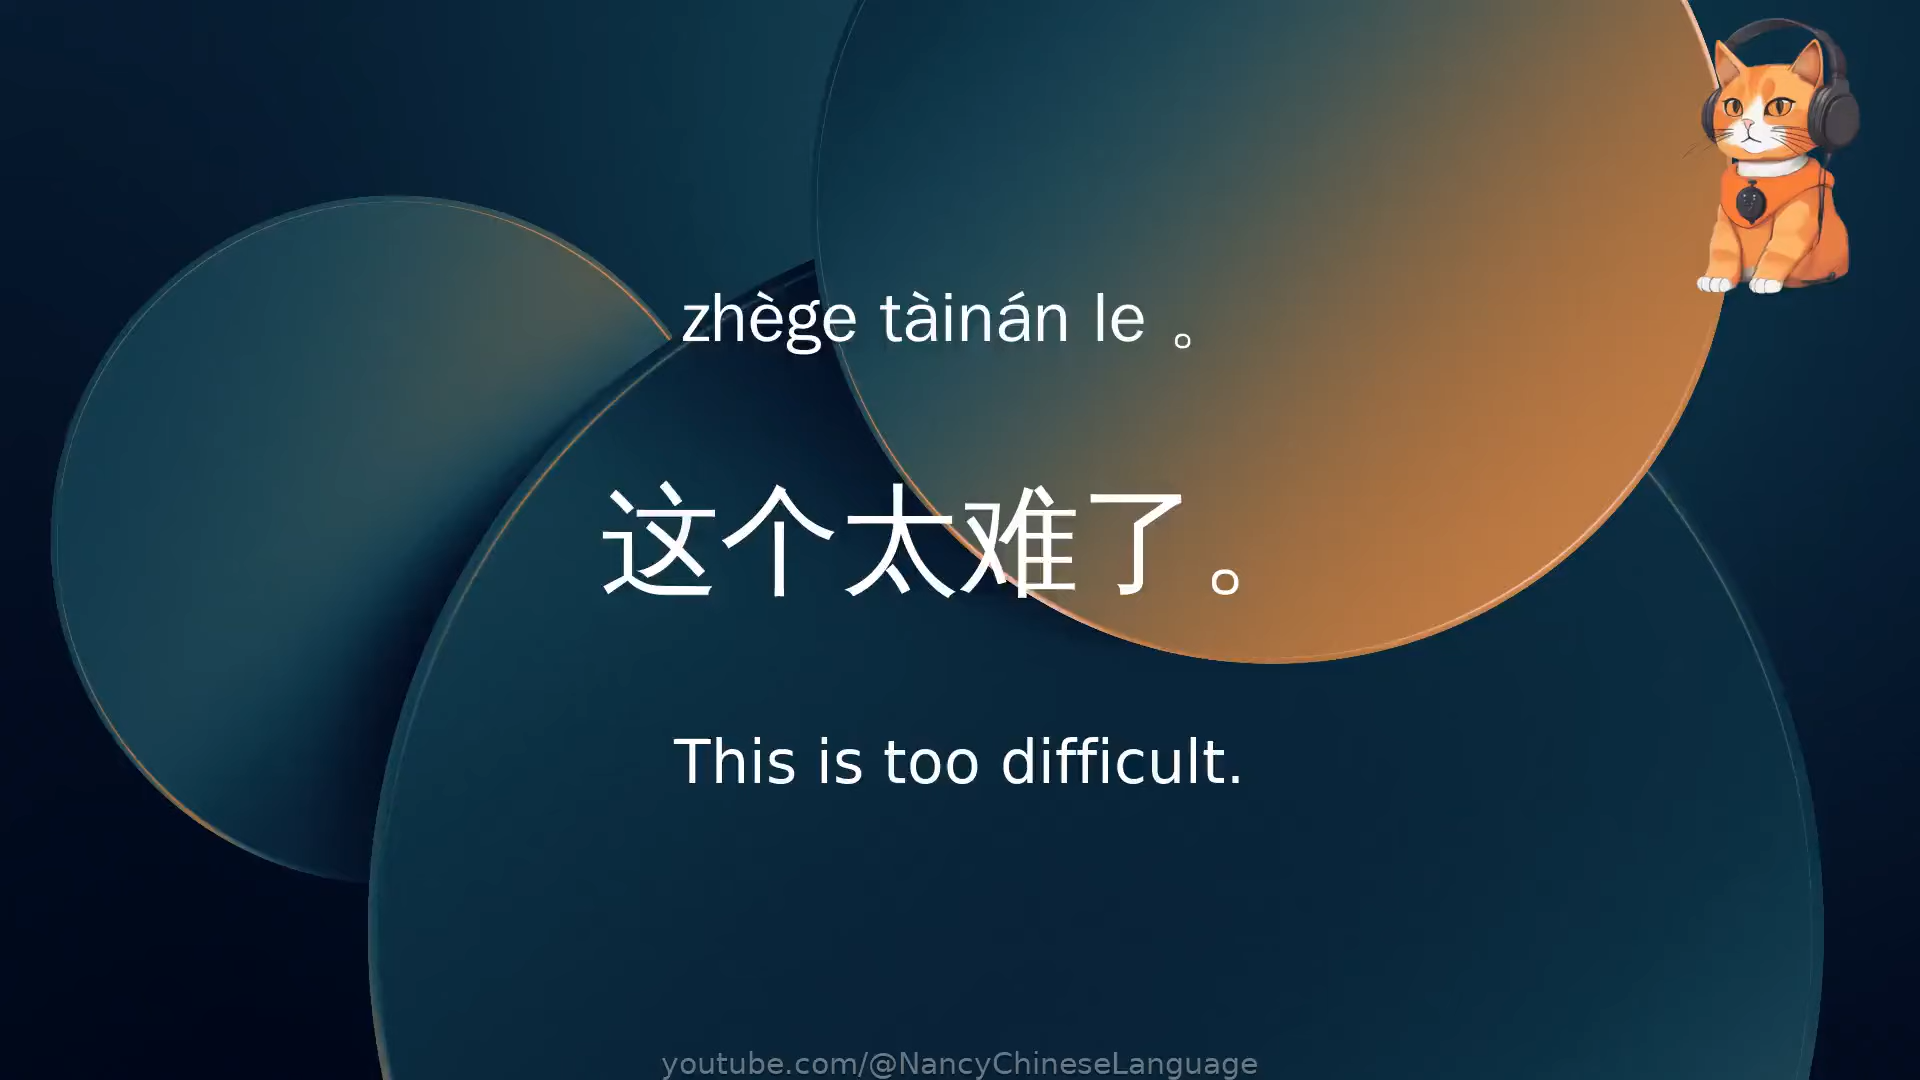 zhège tàinán le 。
这个太难了。
This is too difficult.
youtube.com/@NancyChineseLanguage